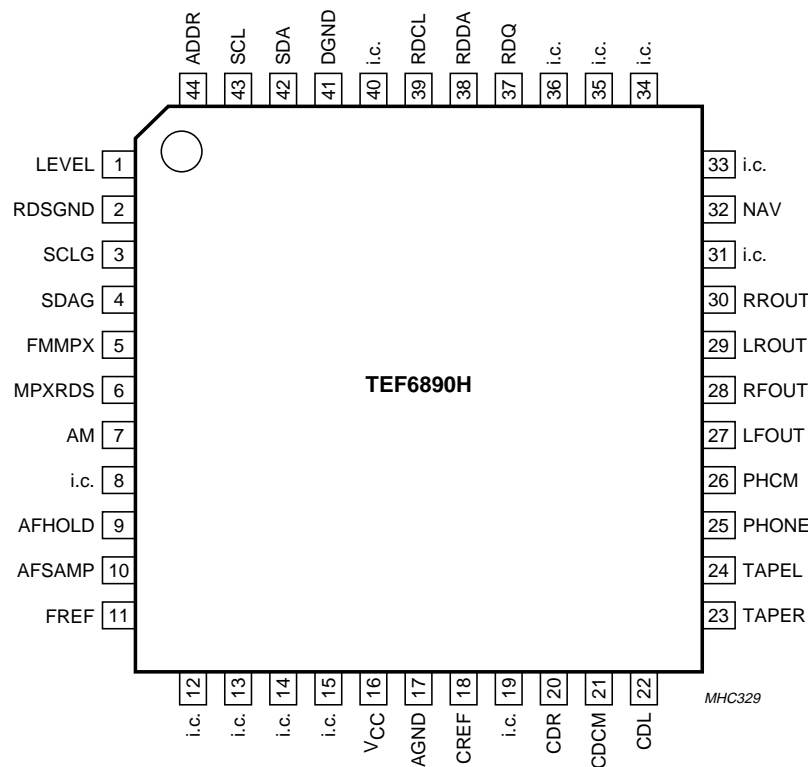 ADDR
SCL
SDA
DGND
i.c.
RDCL
RDDA
RDQ
i.c.
i.c.
i.c.
44
43
42
41
40
39
38
37
36
35
34
LEVEL 1
RDSGND 2
SCLG 3
SDAG 4
FMMPX 5
MPXRDS 6
AM 7
i.c. 8
AFHOLD 9
AFSAMP 10
FREF 11
TEF6890H
33 i.c.
32 NAV
31 i.c.
30 RROUT
29 LROUT
28 RFOUT
27 LFOUT
26 PHCM
25 PHONE
24 TAPEL
23 TAPER
12
13
14
15
16
17
18
19
20
21
22
i.c.
i.c.
i.c.
i.c.
VCC
AGND
CREF
i.c.
CDR
CDCM
CDL
MHC329